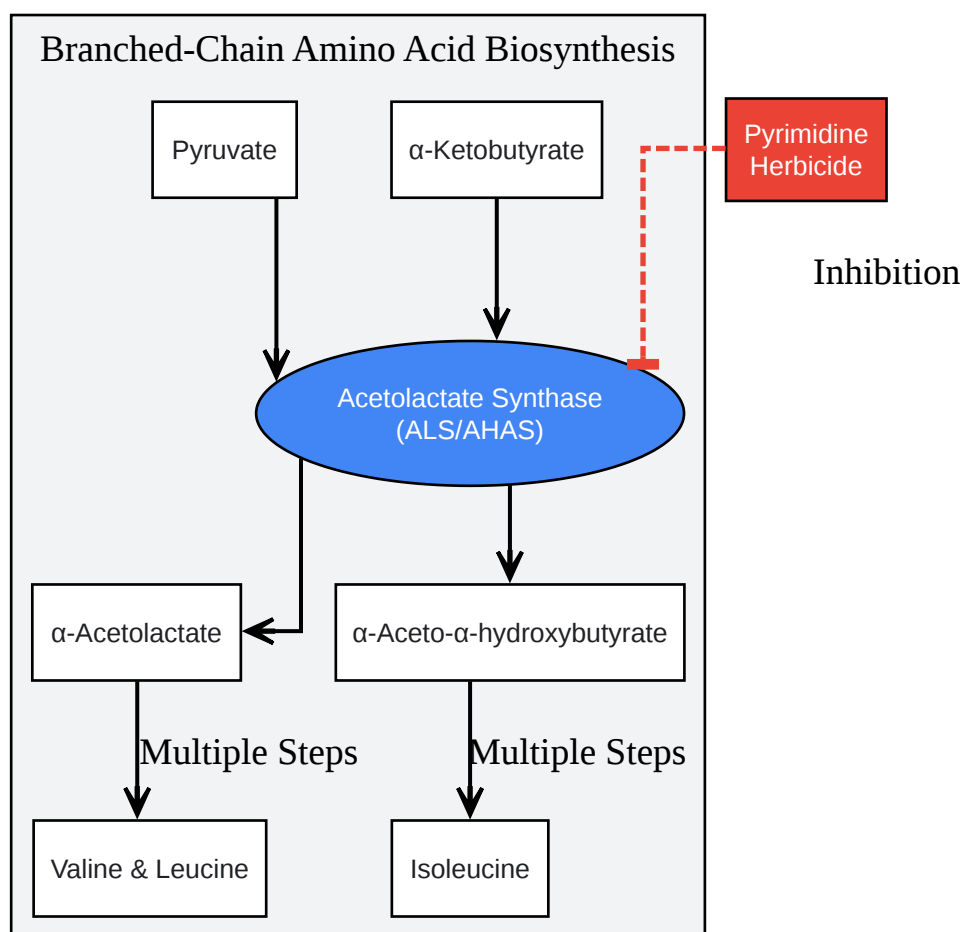 Branched-Chain Amino Acid Biosynthesis
Pyruvate
α-Ketobutyrate
Pyrimidine
Herbicide
Inhibition
Acetolactate Synthase
(ALS/AHAS)
α-Acetolactate
α-Aceto-α-hydroxybutyrate
Multiple Steps
Multiple Steps
Valine & Leucine
Isoleucine